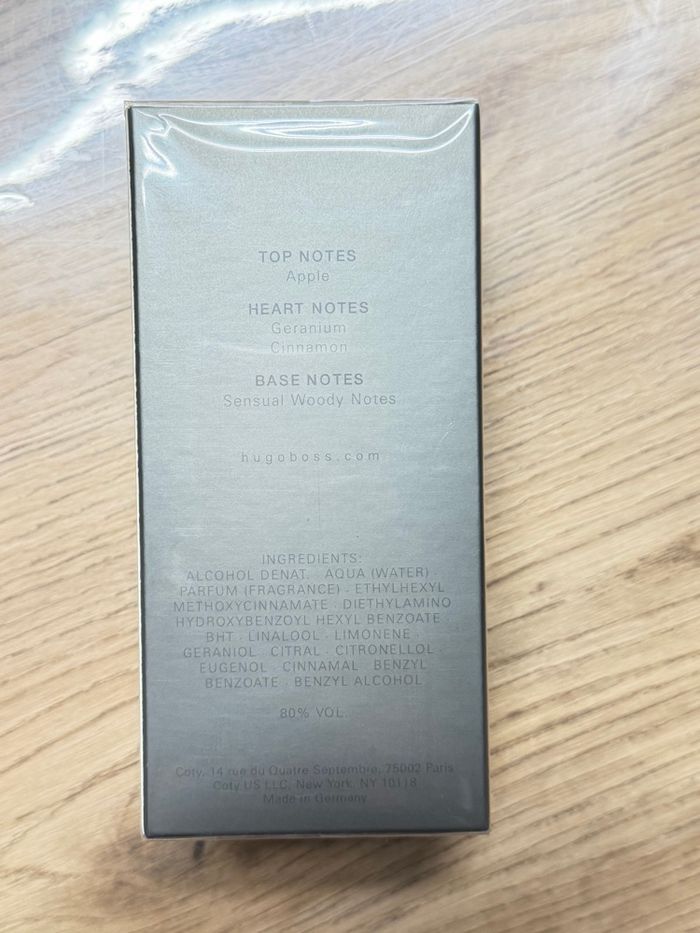 TOP NOTES
Apple
HEART NOTES
Geranium
Cinnamon
BASE NOTES
Sensual Woody Notes
hugoboss.com
INGREDIENTS:
ALCOHOL DENAT. AQUA (WATER) ·
PARFUM (FRAGRANCE) · ETHYLHEXYL
METHOXYCINNAMATE · DIETHYLAMINO
HYDROXYBENZOYL HEXYL BENZOATE ·
BHT · LINALOOL · LIMONENE ·
GERANIOL · CITRAL · CITRONELLOL ·
EUGENOL · CINNAMAL · BENZYL
BENZOATE · BENZYL ALCOHOL
80% VOL.
Coty, 14 rue du Quatre Septembre, 75002 Paris
Coty US LLC, New York, NY 10118
Made in Germany